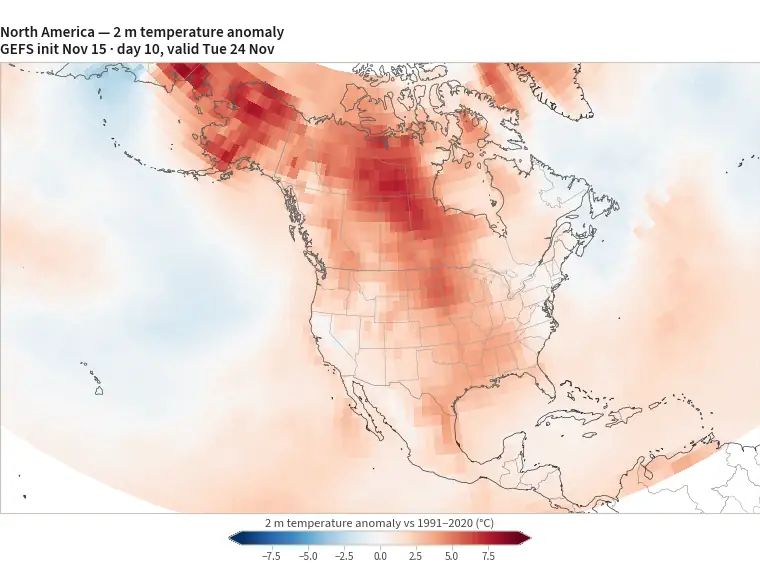 North America — 2 m temperature anomaly
GEFS init Nov 15 · day 10, valid Tue 24 Nov
2 m temperature anomaly vs 1991–2020 (°C)
−7.5 −5.0 −2.5 0.0 2.5 5.0 7.5